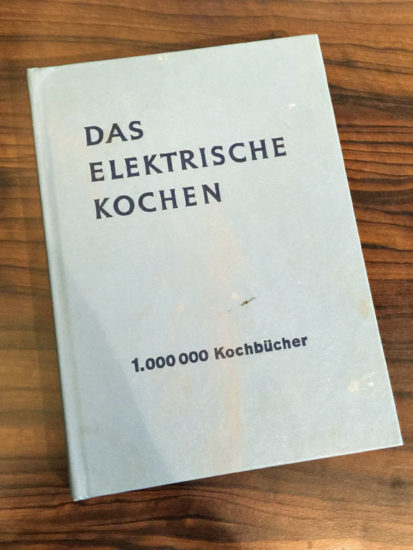 DAS
ELEKTRISCHE
KOCHEN
1.000 000 Kochbücher